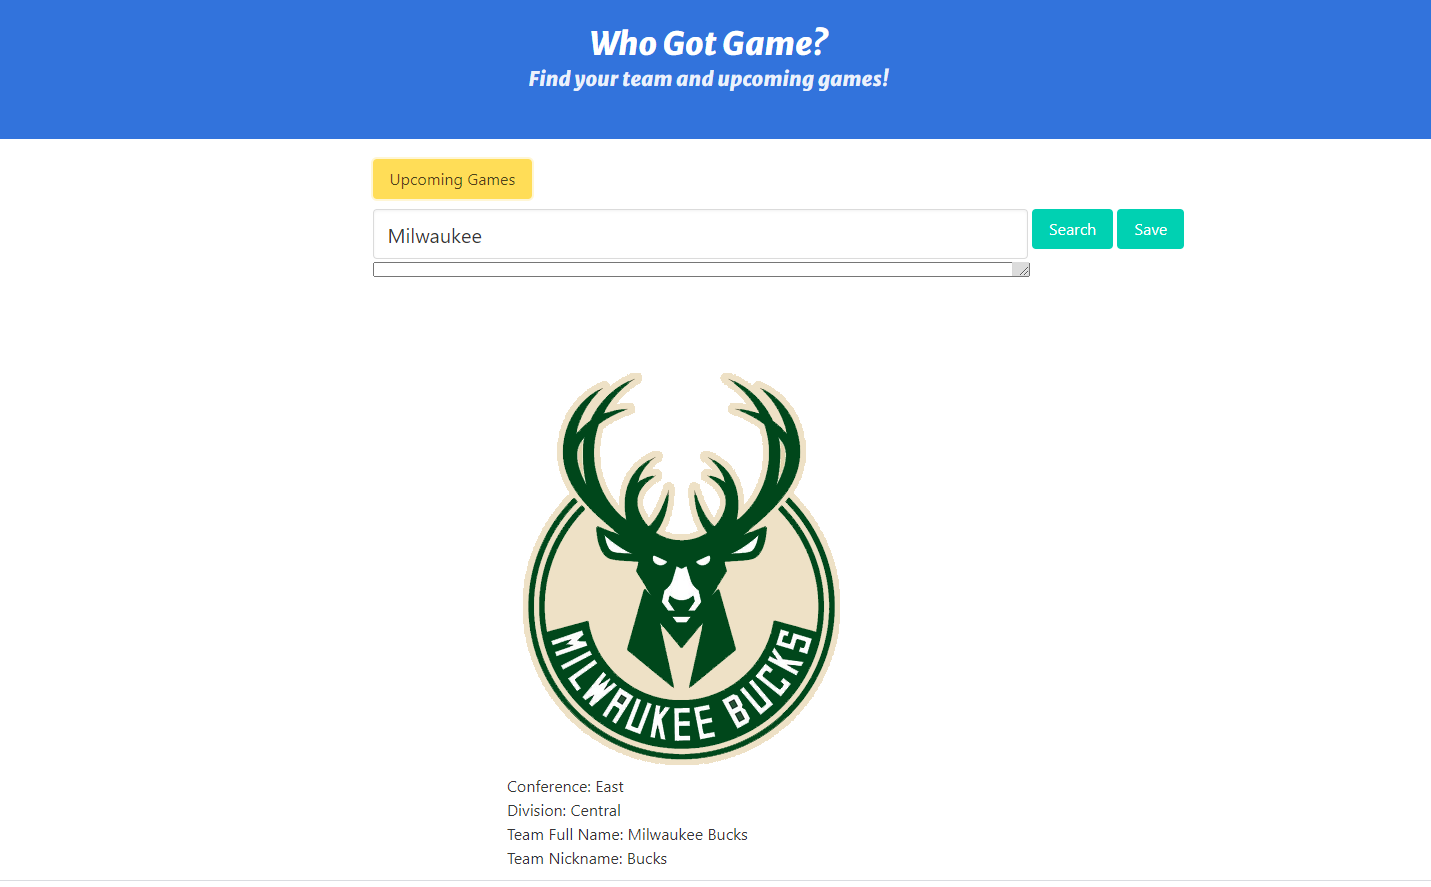 Who Got Game?
Find your team and upcoming games!
Upcoming Games
Milwaukee
Search
Save
MILWAUKEE BUCKS
Conference: East
Division: Central
Team Full Name: Milwaukee Bucks
Team Nickname: Bucks